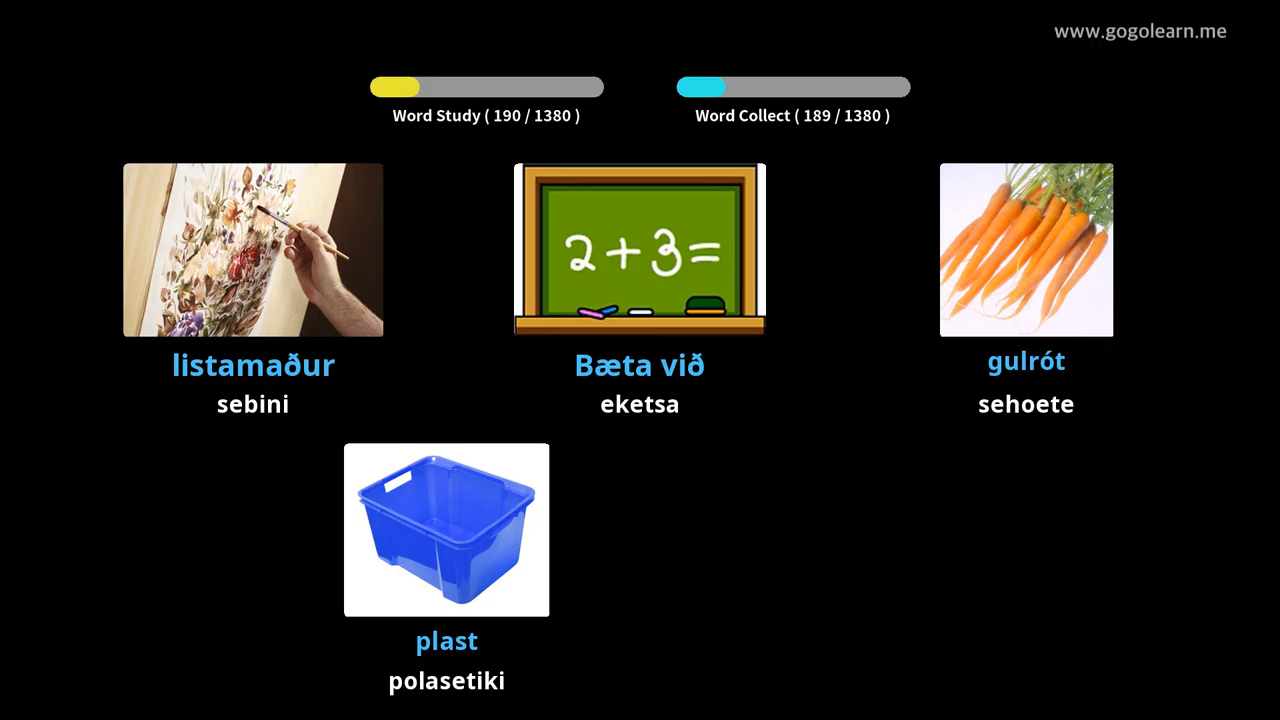 www.gogolearn.me
Word Study ( 190 / 1380 )
Word Collect ( 189 / 1380 )
2+3=
listamaður
sebini
Bæta við
eketsa
gulrót
sehoete
plast
polasetiki